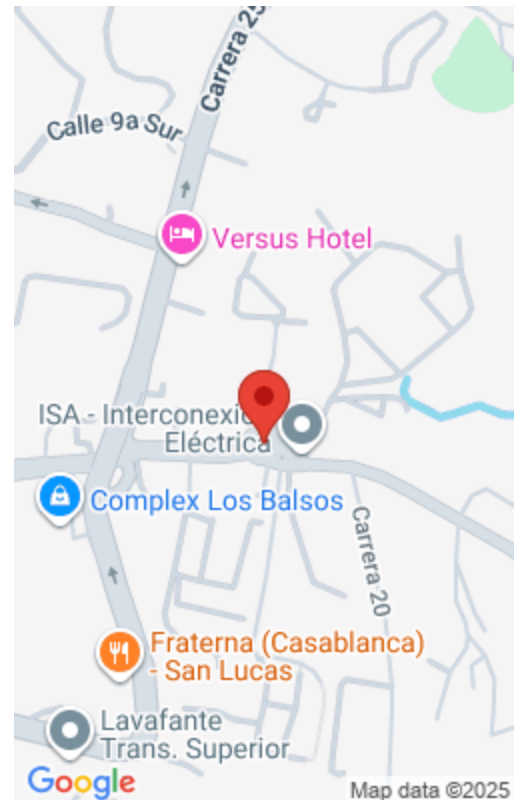 Carrera 25
Calle 9a Sur
Versus Hotel
ISA - Interconexió
Eléctrica
Complex Los Balsos
Carrera 20
Fraterna (Casablanca)
- San Lucas
Lavafante
Trans. Superior
Google
Map data ©2025